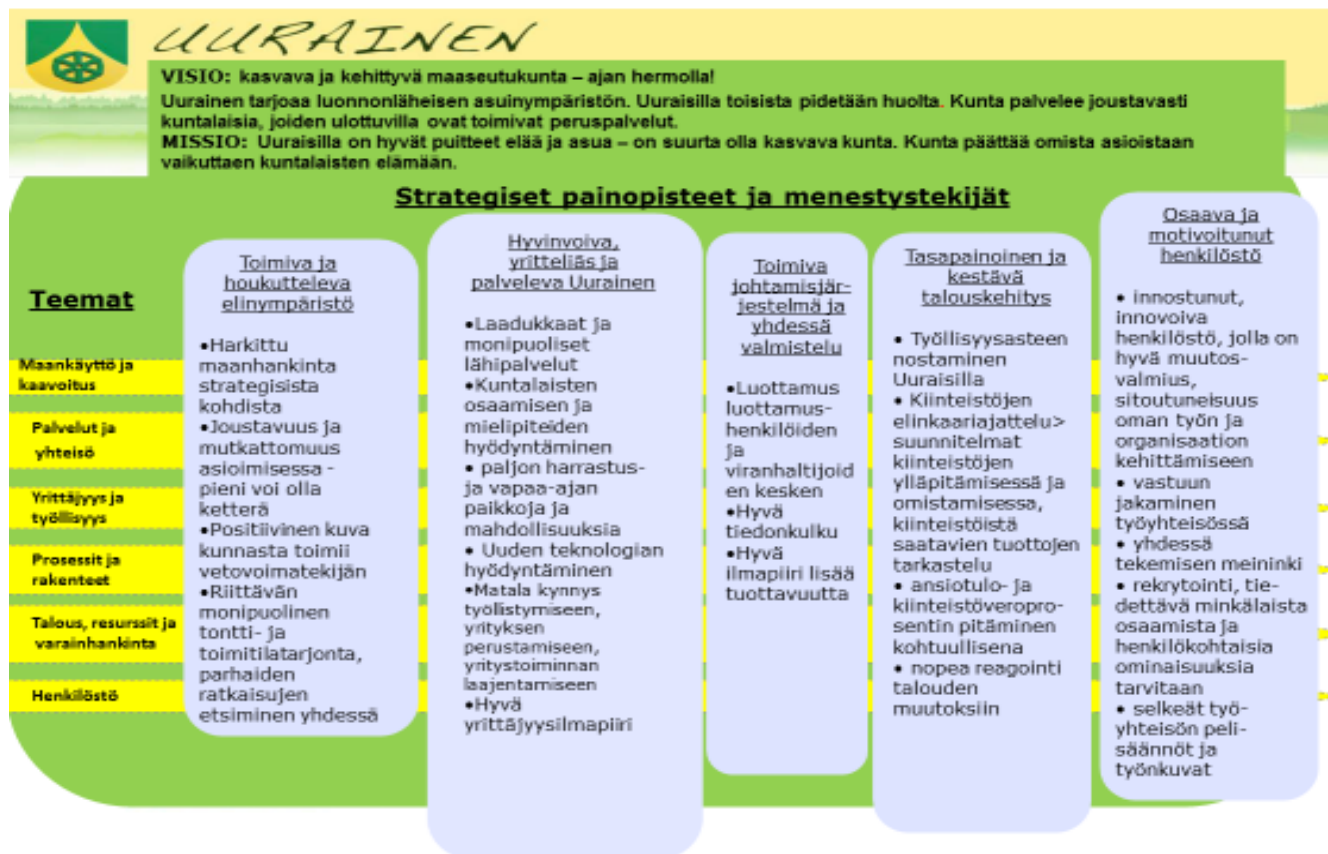 UURAINEN
VISIO: kasvava ja kehittyvä maaseutukunta – ajan hermolla!
Uurainen tarjoaa luonnonläheisen asuinympäristön. Uuraisilla toisista pidetään huolta. Kunta palvelee joustavasti
kuntalaisia, joiden ulottuvilla ovat toimivat peruspalvelut.
MISSIO: Uuraisilla on hyvät puitteet elää ja asua – on suurta olla kasvava kunta. Kunta päättää omista asioistaan
vaikuttaen kuntalaisten elämään.
Strategiset painopisteet ja menestystekijät
Teemat
Maankäyttö ja
kaavoitus
Palvelut ja
yhteisö
Yrittäjyys ja
työllisyys
Prosessit ja
rakenteet
Talous, resurssit ja
varainhankinta
Henkilöstö
Toimiva ja
houkutteleva
elinympäristö
•Harkittu
maanhankinta
strategisista
kohdista
•Joustavuus ja
mutkattomuus
asioimisessa -
pieni voi olla
ketterä
•Positiivinen kuva
kunnasta toimii
vetovoimatekijän
•Riittävän
monipuolinen
tontti- ja
toimitilatarjonta,
parhaiden
ratkaisujen
etsiminen yhdessä
Hyvinvoiva,
yritteliäs ja
palveleva Uurainen
•Laadukkaat ja
monipuoliset
lähipalvelut
•Kuntalaisten
osaamisen ja
mielipiteiden
hyödyntäminen
• paljon harrastus-
ja vapaa-ajan
paikkoja ja
mahdollisuuksia
• Uuden teknologian
hyödyntäminen
•Matala kynnys
työllistymiseen,
yrityksen
perustamiseen,
yritystoiminnan
laajentamiseen
•Hyvä
yrittäjyysilmapiiri
Toimiva
johtamisjär-
jestelmä ja
yhdessä
valmistelu
•Luottamus
luottamus-
henkilöiden
ja
viranhaltijoid
en kesken
•Hyvä
tiedonkulku
•Hyvä
ilmapiiri lisää
tuottavuutta
Tasapainoinen ja
kestävä
talouskehitys
• Työllisyysasteen
nostaminen
Uuraisilla
• Kiinteistöjen
elinkaariajattelu>
suunnitelmat
kiinteistöjen
ylläpitämisessä ja
omistamisessa,
kiinteistöistä
saatavien tuottojen
tarkastelu
• ansiotulo- ja
kiinteistöveropro-
sentin pitäminen
kohtuullisena
• nopea reagointi
talouden
muutoksiin
Osaava ja
motivoitunut
henkilöstö
• innostunut,
innovoiva
henkilöstö, jolla on
hyvä muutos-
valmius,
sitoutuneisuus
oman työn ja
organisaation
kehittämiseen
• vastuun
jakaminen
työyhteisössä
• yhdessä
tekemisen meininki
• rekrytointi, tie-
dettävä minkälaista
osaamista ja
henkilökohtaisia
ominaisuuksia
tarvitaan
• selkeät työ-
yhteisön peli-
säännöt ja
työnkuvat